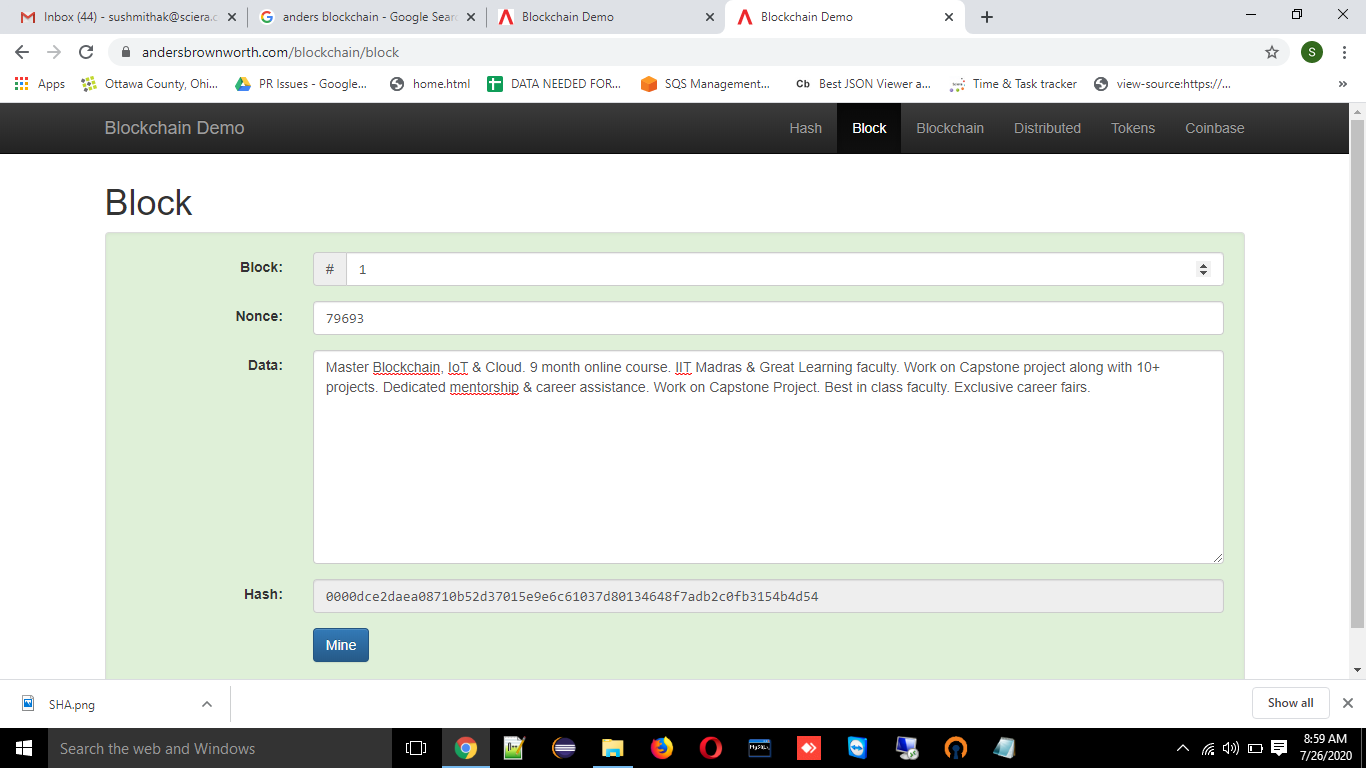 Inbox (44) - sushmithak@sciera.c
anders blockchain - Google Sear
Blockchain Demo
Blockchain Demo
andersbrownworth.com/blockchain/block
S
Apps
Ottawa County, Ohi...
PR Issues - Google...
home.html
DATA NEEDED FOR...
SQS Management...
Cb
Best JSON Viewer a...
Time & Task tracker
view-source:https://...
»
Blockchain Demo
Hash
Block
Blockchain
Distributed
Tokens
Coinbase
Block
Block:
#
1
Nonce:
79693
Data:
Master Blockchain, IoT & Cloud. 9 month online course. IIT Madras & Great Learning faculty. Work on Capstone project along with 10+
projects. Dedicated mentorship & career assistance. Work on Capstone Project. Best in class faculty. Exclusive career fairs.
Hash:
0000dce2daea08710b52d37015e9e6c61037d80134648f7adb2c0fb3154b4d54
Mine
SHA.png
Show all
Search the web and Windows
MySQL
8:59 AM
7/26/2020